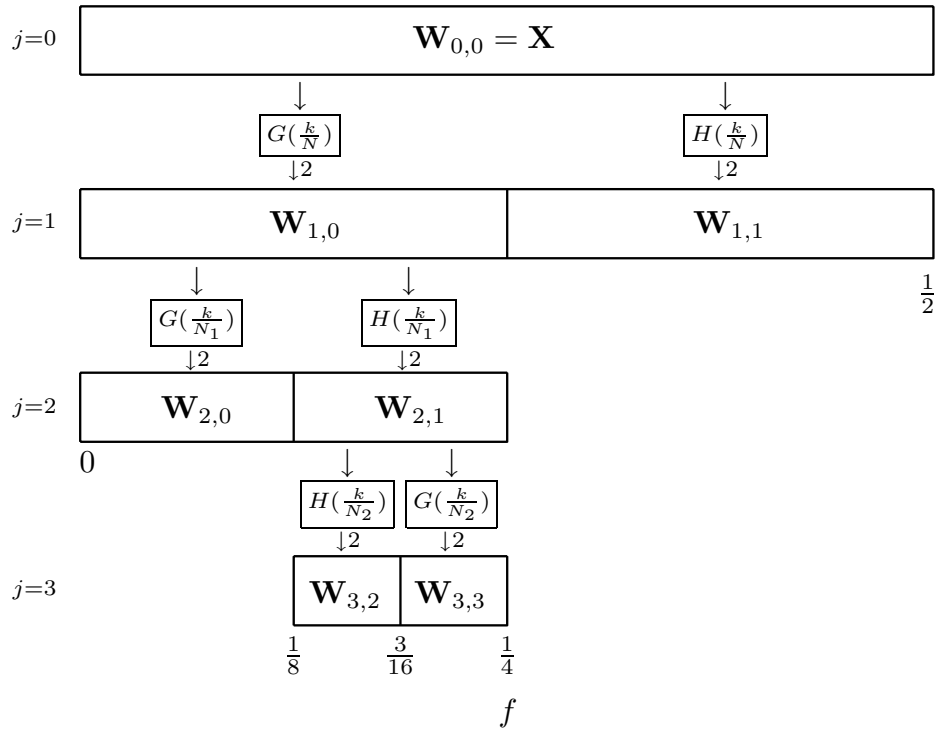 j=0 W_{0,0} = X
↓ ↓
G(k/N) H(k/N)
↓2 ↓2
j=1 W_{1,0} W_{1,1}
↓ ↓ 1/2
G(k/N_1) H(k/N_1)
↓2 ↓2
j=2 W_{2,0} W_{2,1}
0 ↓ ↓
H(k/N_2) G(k/N_2)
↓2 ↓2
j=3 W_{3,2} W_{3,3}
1/8 3/16 1/4
f